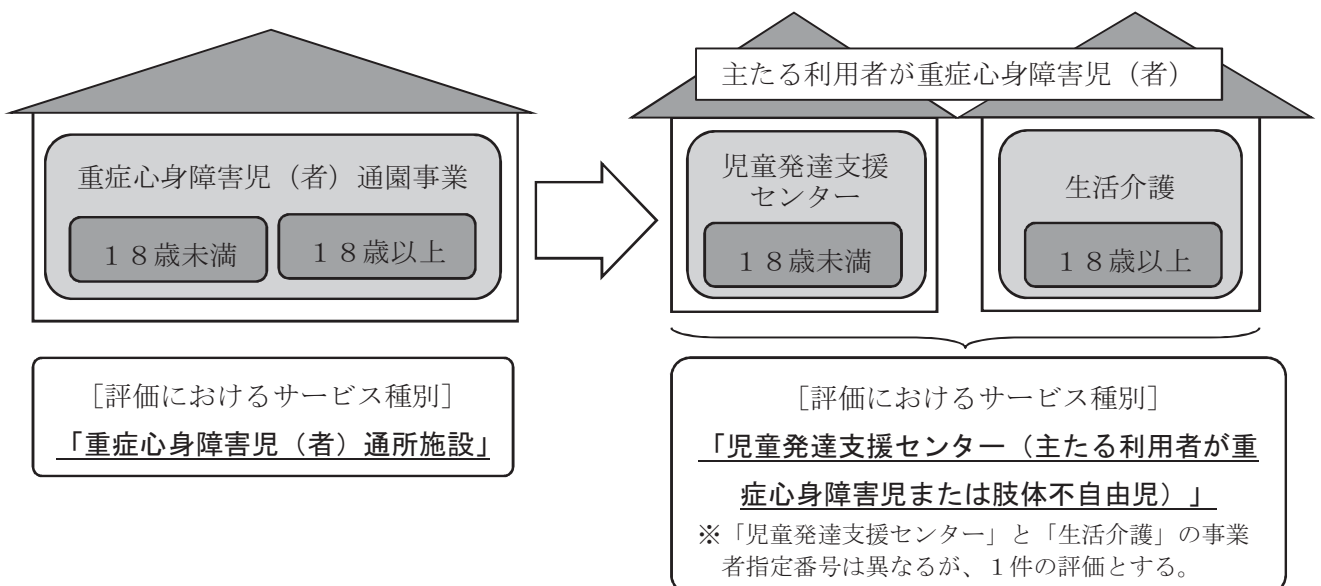 重症心身障害児（者）通園事業
１８歳未満
１８歳以上
［評価におけるサービス種別］
「重症心身障害児（者）通所施設」
主たる利用者が重症心身障害児（者）
児童発達支援
センター
１８歳未満
生活介護
１８歳以上
［評価におけるサービス種別］
「児童発達支援センター（主たる利用者が重
症心身障害児または肢体不自由児）」
※「児童発達支援センター」と「生活介護」の事業
者指定番号は異なるが、１件の評価とする。